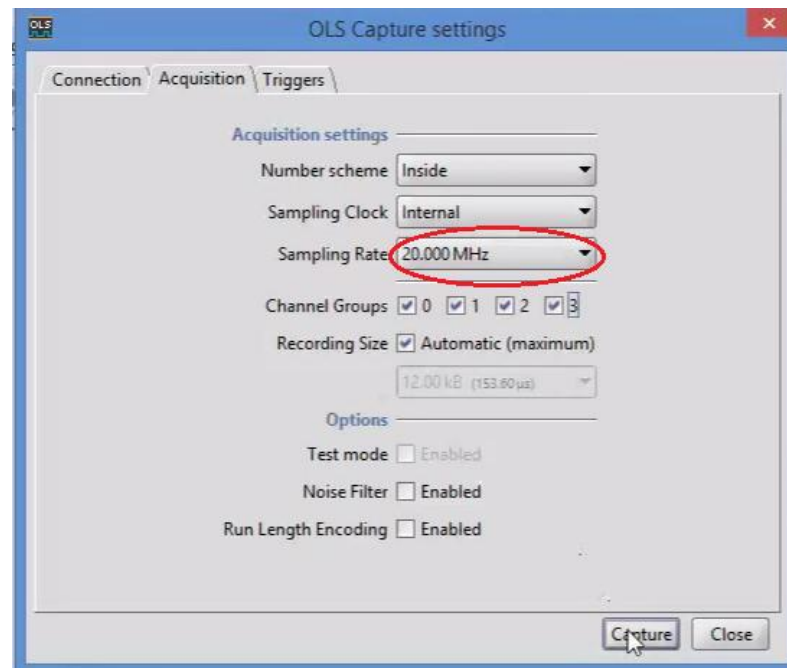 OLS OLS Capture settings
Connection Acquisition Triggers
Acquisition settings
Number scheme Inside
Sampling Clock Internal
Sampling Rate 20.000 MHz
Channel Groups 0 1 2 3
Recording Size Automatic (maximum)
12.00 kB (153.60 µs)
Options
Test mode Enabled
Noise Filter Enabled
Run Length Encoding Enabled
Capture Close